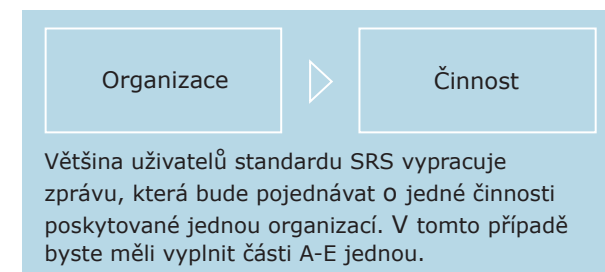 Organizace
Činnost
Většina uživatelů standardu SRS vypracuje
zprávu, která bude pojednávat o jedné činnosti
poskytované jednou organizací. V tomto případě
byste měli vyplnit části A-E jednou.